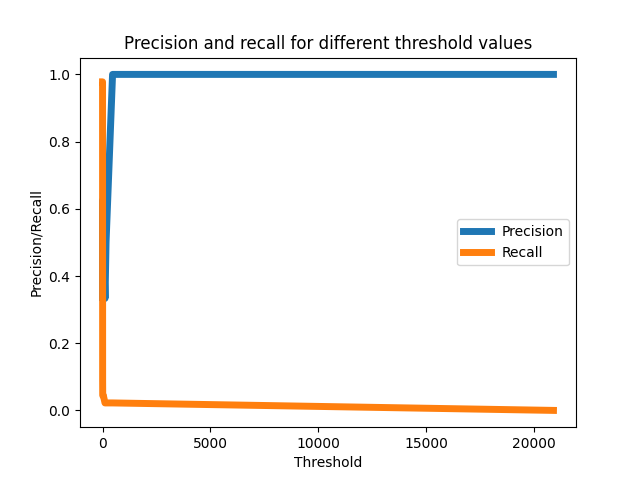 Precision and recall for different threshold values
Precision/Recall
1.0
0.8
0.6
0.4
0.2
0.0
Precision
Recall
0
5000
10000
15000
20000
Threshold